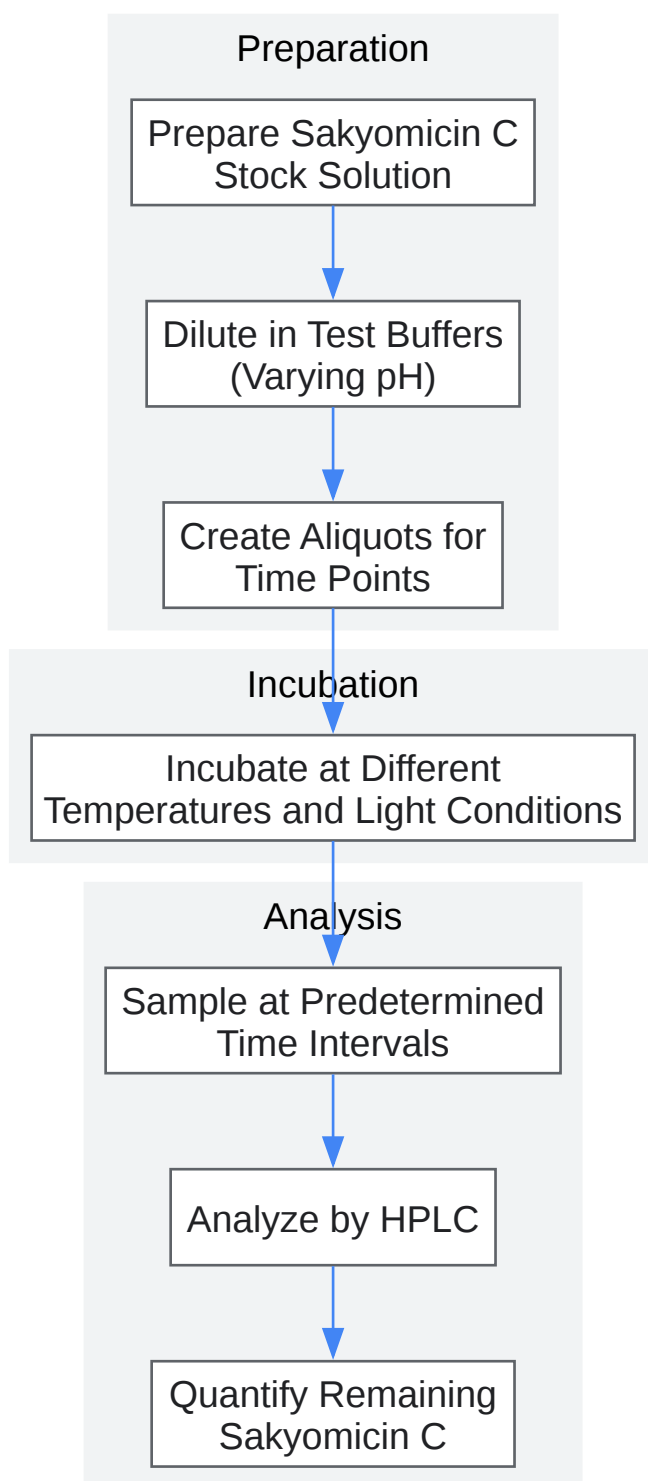 Preparation
Prepare Sakyomicin C
Stock Solution
Dilute in Test Buffers
(Varying pH)
Create Aliquots for
Time Points
Incubation
Incubate at Different
Temperatures and Light Conditions
Analysis
Sample at Predetermined
Time Intervals
Analyze by HPLC
Quantify Remaining
Sakyomicin C